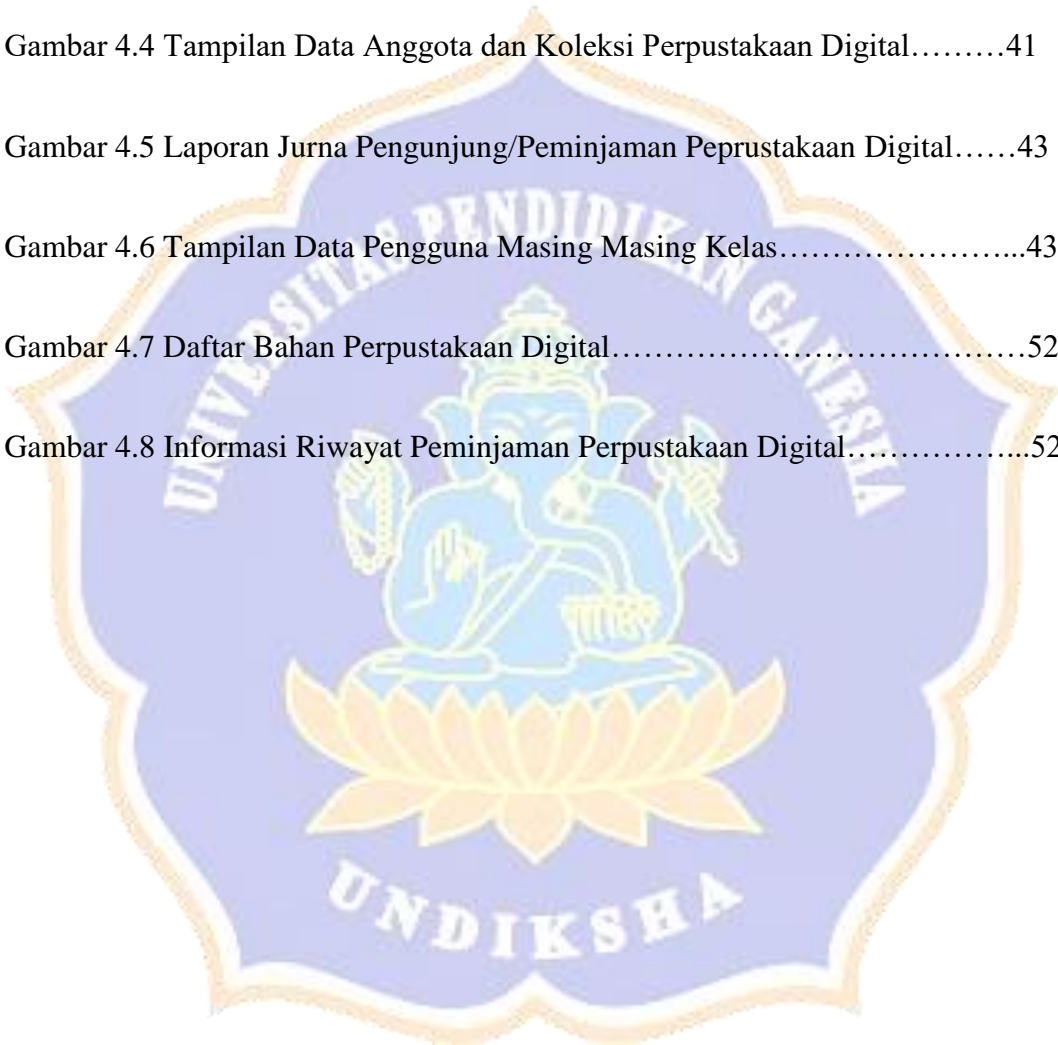 Gambar 4.4 Tampilan Data Anggota dan Koleksi Perpustakaan Digital………41
Gambar 4.5 Laporan Jurna Pengunjung/Peminjaman Peprustakaan Digital……43
Gambar 4.6 Tampilan Data Pengguna Masing Masing Kelas…………………...43
Gambar 4.7 Daftar Bahan Perpustakaan Digital…………………………………52
Gambar 4.8 Informasi Riwayat Peminjaman Perpustakaan Digital……………...52
UNIVERSITAS PENDIDIKAN GANESHA
UNDIKSHA